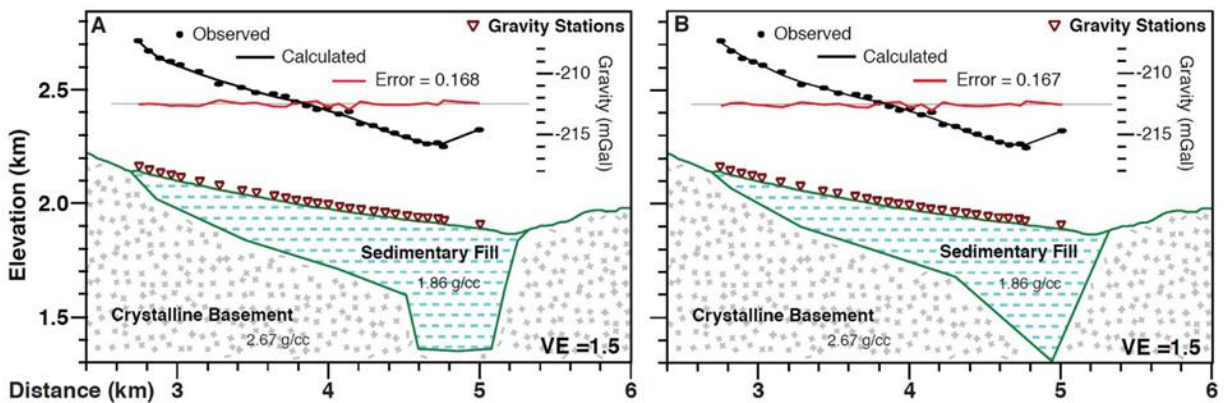 A
Gravity Stations
Observed
Calculated
Error = 0.168
-210
-215
Gravity (mGal)
2.5
2.0
1.5
Elevation (km)
Sedimentary Fill
1.86 g/cc
Crystalline Basement
2.67 g/cc
VE =1.5
Distance (km)
3
4
5
6
B
Gravity Stations
Observed
Calculated
Error = 0.167
-210
-215
Gravity (mGal)
Sedimentary Fill
1.86 g/cc
Crystalline Basement
2.67 g/cc
VE =1.5
3
4
5
6